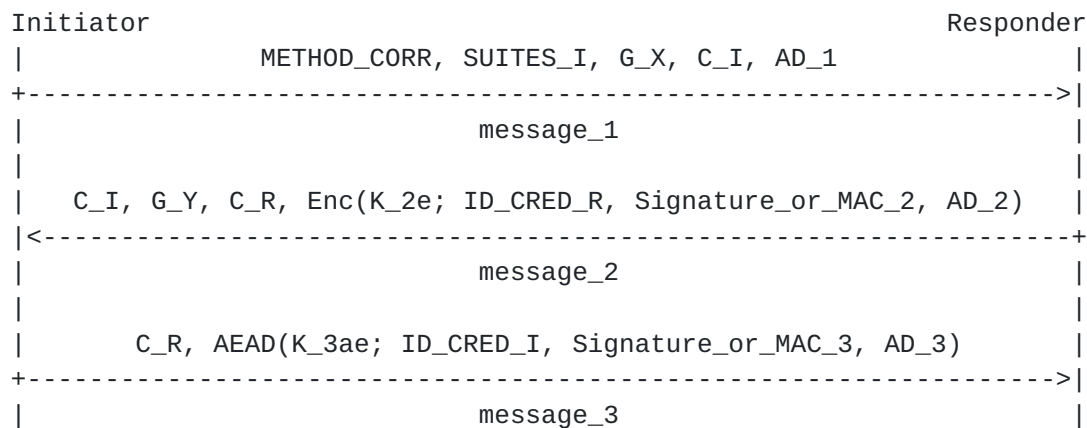 Initiator Responder
| METHOD_CORR, SUITES_I, G_X, C_I, AD_1 |
+------------------------------------------------------------------>|
| message_1 |
| |
| C_I, G_Y, C_R, Enc(K_2e; ID_CRED_R, Signature_or_MAC_2, AD_2) |
|<------------------------------------------------------------------+
| message_2 |
| |
| C_R, AEAD(K_3ae; ID_CRED_I, Signature_or_MAC_3, AD_3) |
+------------------------------------------------------------------>|
| message_3 |